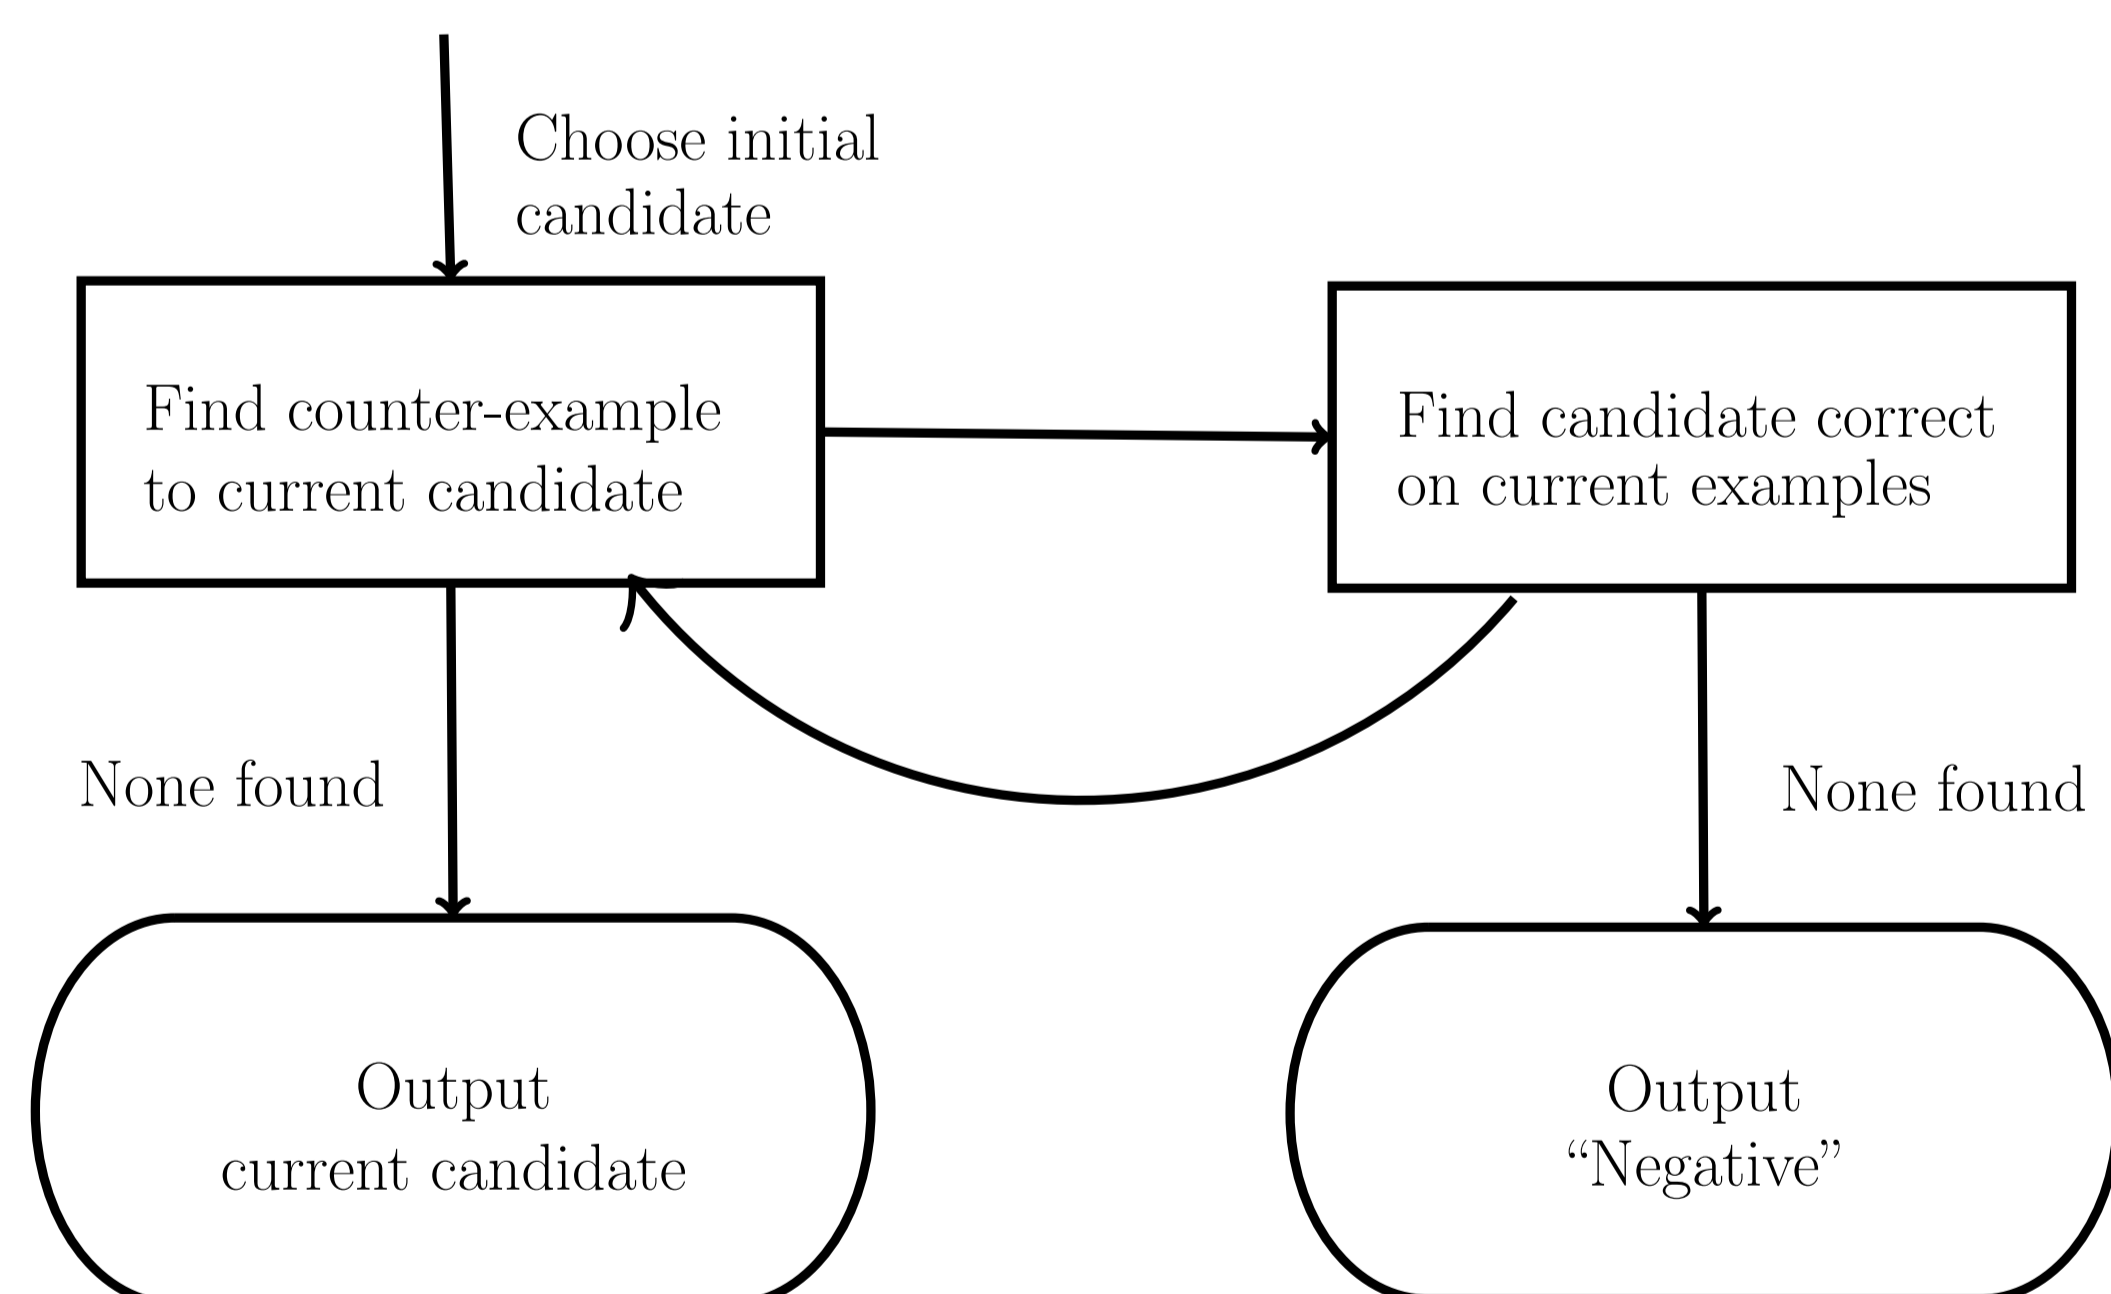 Choose initial
candidate
Find counter-example
to current candidate
Find candidate correct
on current examples
None found
None found
Output
current candidate
Output
“Negative”